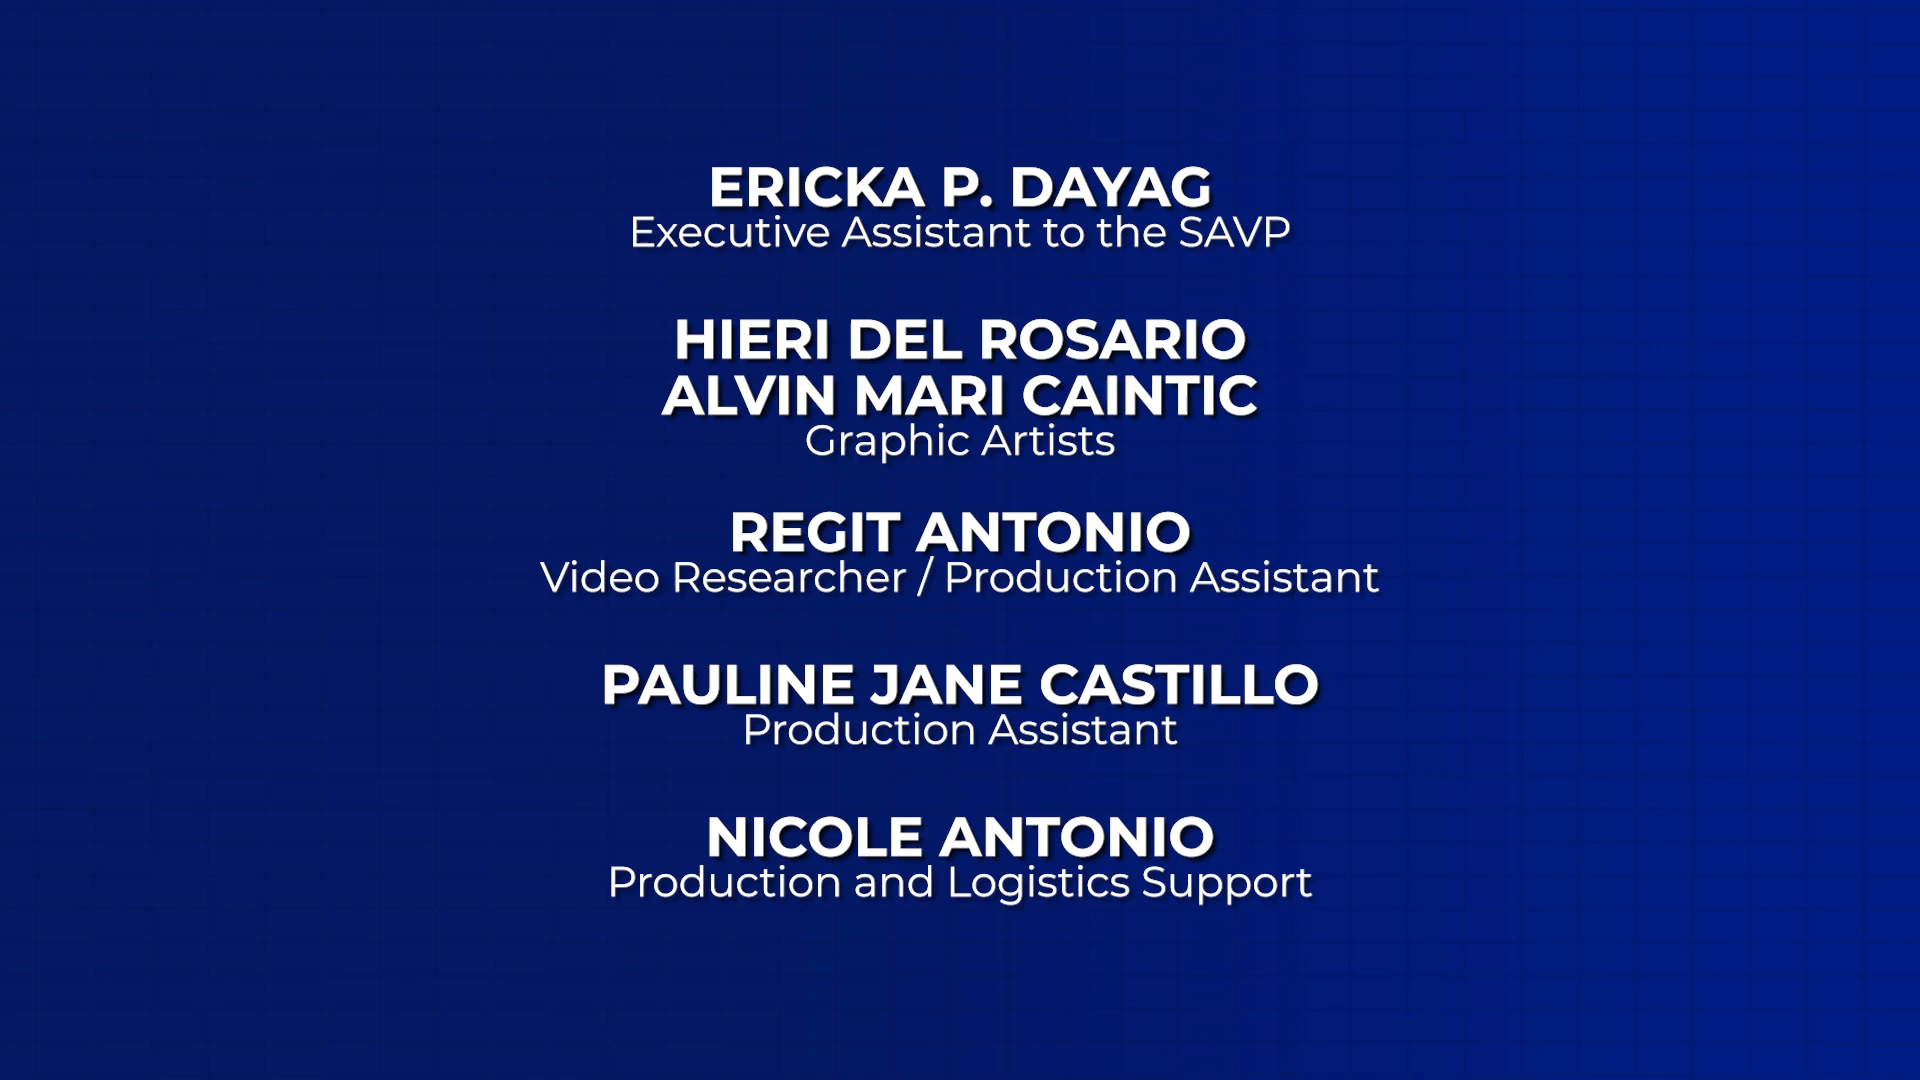 ERICKA P. DAYAG
Executive Assistant to the SAVP
HIERI DEL ROSARIO
ALVIN MARI CAINTIC
Graphic Artists
REGIT ANTONIO
Video Researcher / Production Assistant
PAULINE JANE CASTILLO
Production Assistant
NICOLE ANTONIO
Production and Logistics Support